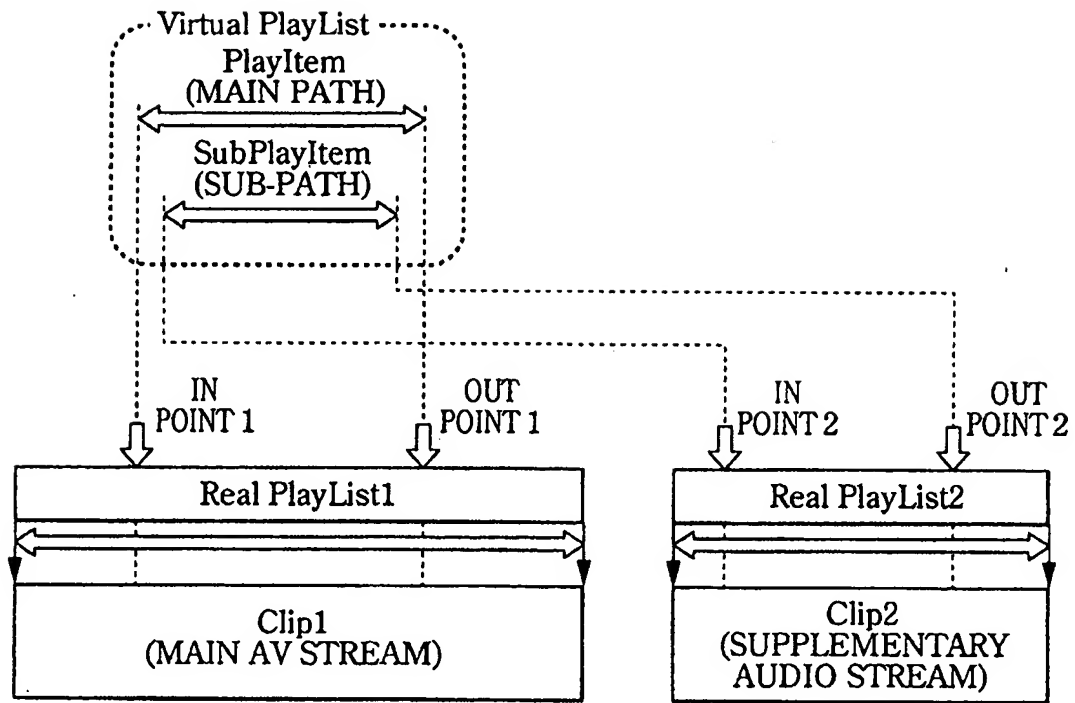 Virtual PlayList
PlayItem
(MAIN PATH)
SubPlayItem
(SUB-PATH)
IN
POINT 1
OUT
POINT 1
IN
POINT 2
OUT
POINT 2
Real PlayList1
Real PlayList2
Clip1
(MAIN AV STREAM)
Clip2
(SUPPLEMENTARY
AUDIO STREAM)